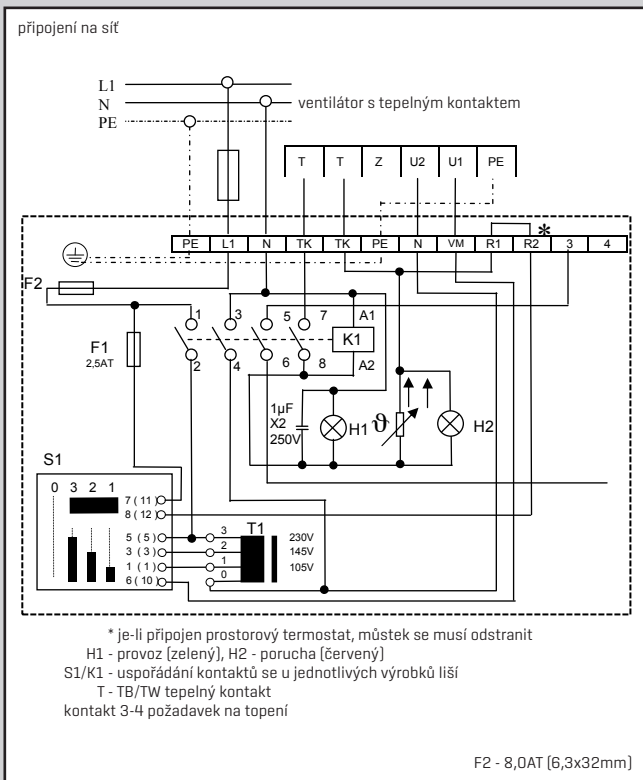 připojení na síť
L1
N
PE
ventilátor s tepelným kontaktem
T T Z U2 U1 PE
PE L1 N TK TK PE N VM R1 R2 3 4
*
F2
F1
2,5AT
1 3 5 7 A1
K1
2 4 6 8 A2
1µF
X2
250V
H1
ϑ
H2
S1
0 3 2 1
7 ( 11 )
8 ( 12 )
5 ( 5 )
3 ( 3 )
1 ( 1 )
6 ( 10 )
T1
3
2
1
0
230V
145V
105V
* je-li připojen prostorový termostat, můstek se musí odstranit
H1 - provoz (zelený), H2 - porucha (červený)
S1/K1 - uspořádání kontaktů se u jednotlivých výrobků liší
T - TB/TW tepelný kontakt
kontakt 3-4 požadavek na topení
F2 - 8,0AT (6,3x32mm)